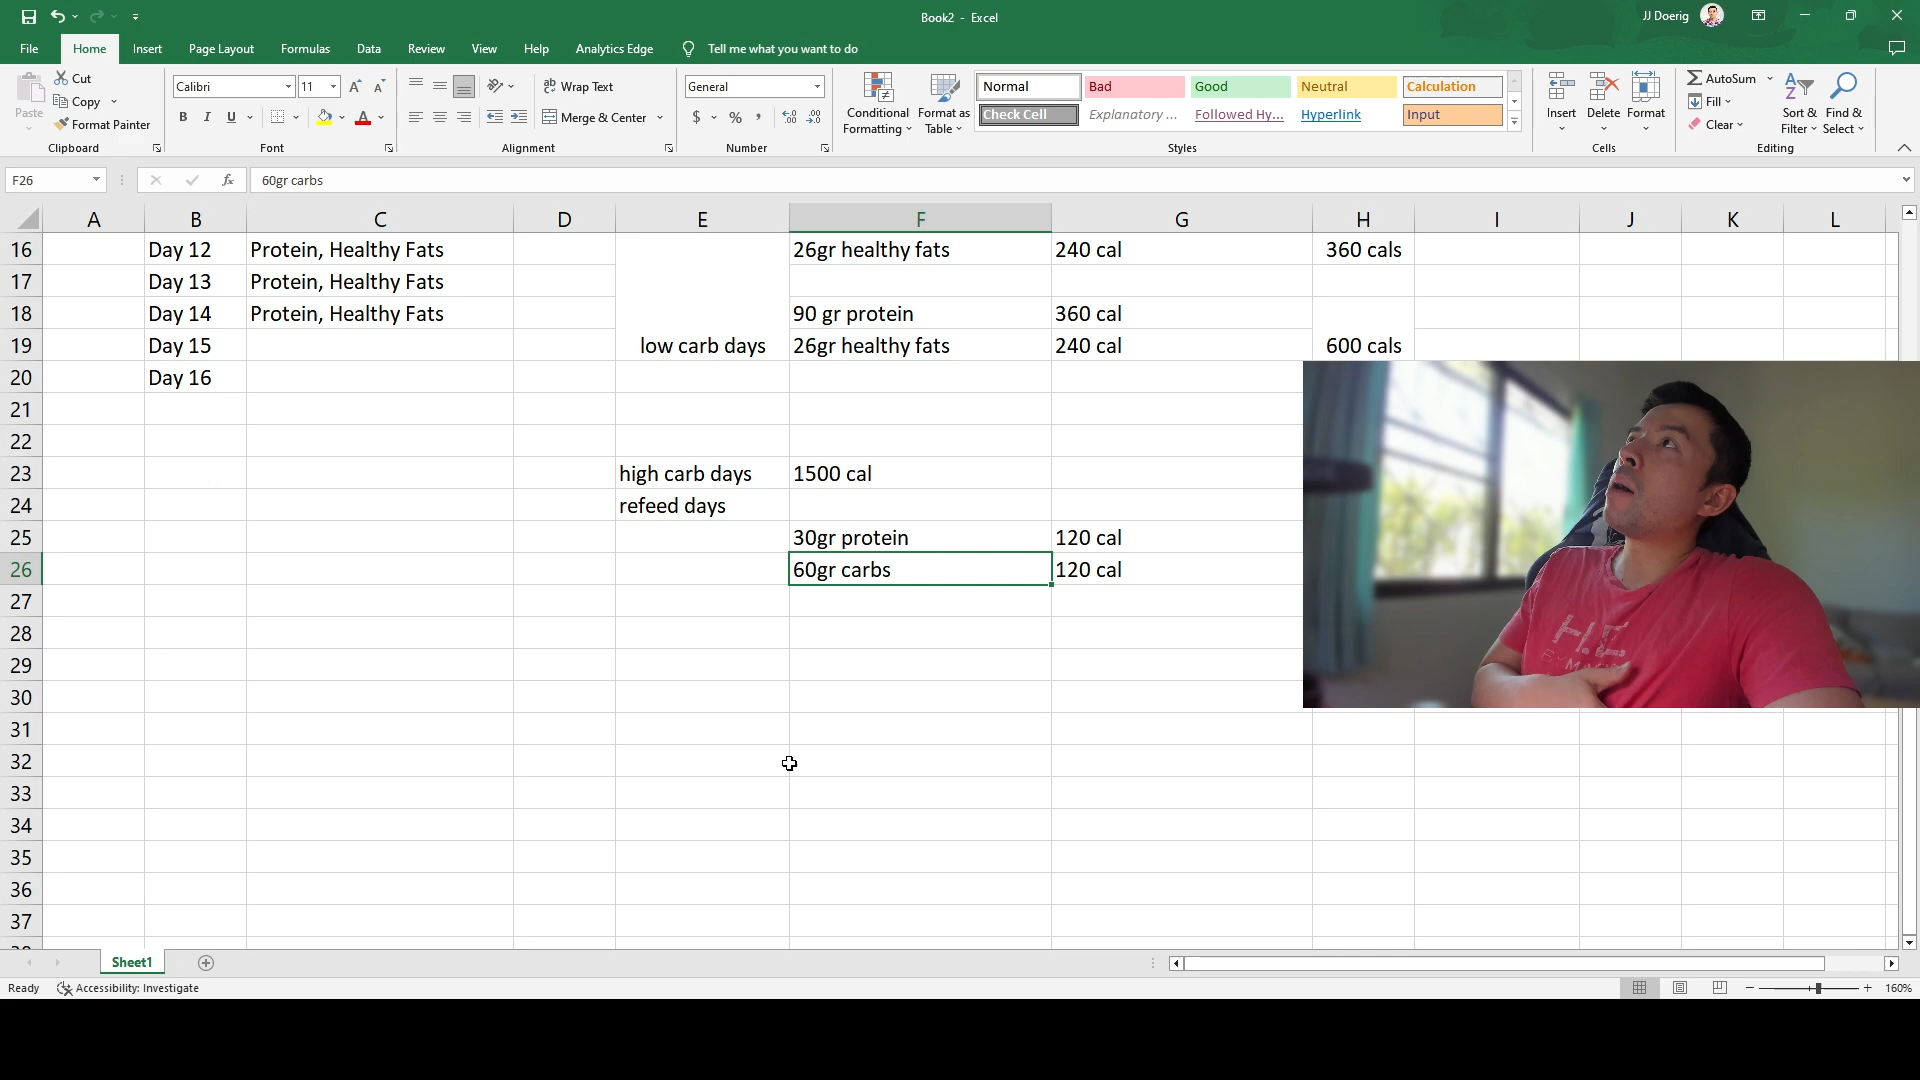 Book2 - Excel
JJ Doerig
File Home Insert Page Layout Formulas Data Review View Help Analytics Edge Tell me what you want to do
Paste
Cut
Copy
Format Painter
Clipboard
Calibri 11
B I U
Font
Wrap Text
Merge & Center
Alignment
General
$ % ,
Number
Conditional Formatting
Format as Table
Normal Bad Good Neutral Calculation
Check Cell Explanatory ... Followed Hy... Hyperlink Input
Styles
Insert Delete Format
Cells
AutoSum
Fill
Clear
Sort & Filter
Find & Select
Editing
F26 fx 60gr carbs
A B C D E F G H I J K L
16 Day 12 Protein, Healthy Fats 26gr healthy fats 240 cal 360 cals
17 Day 13 Protein, Healthy Fats
18 Day 14 Protein, Healthy Fats 90 gr protein 360 cal
19 Day 15 low carb days 26gr healthy fats 240 cal 600 cals
20 Day 16
21
22
23 high carb days 1500 cal
24 refeed days
25 30gr protein 120 cal
26 60gr carbs 120 cal
27
28
29
30
31
32
33
34
35
36
37
Sheet1
Ready Accessibility: Investigate 160%